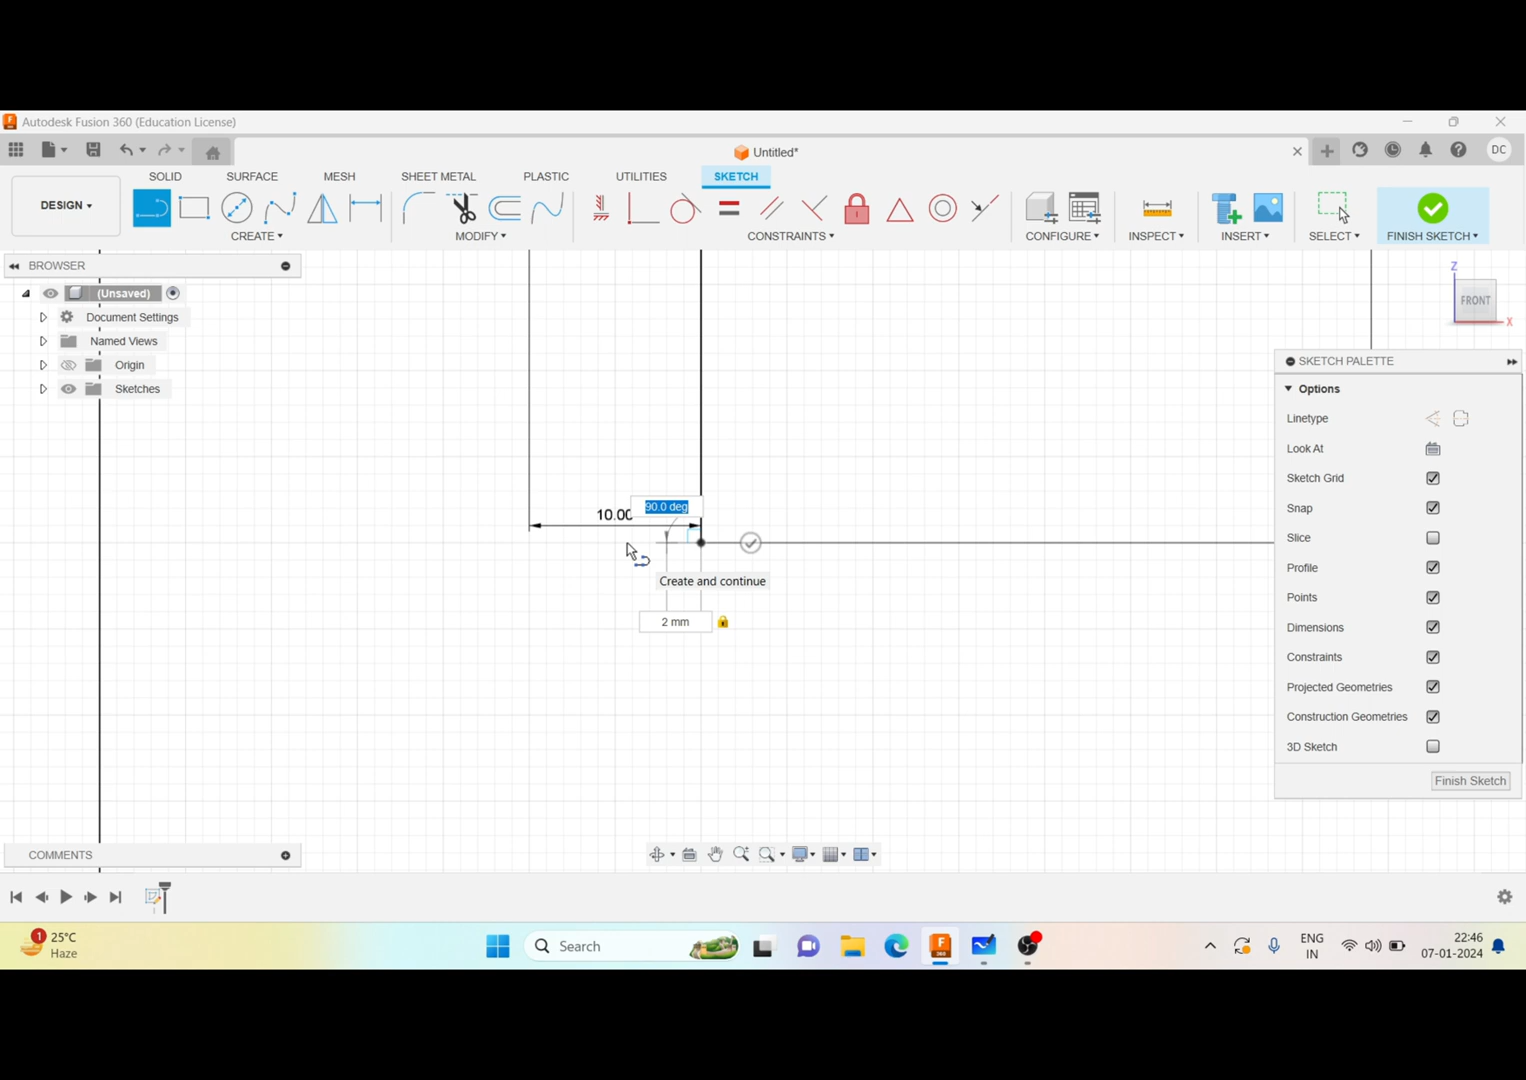 Autodesk Fusion 360 (Education License)
Untitled*
DC
DESIGN
SOLID
SURFACE
MESH
SHEET METAL
PLASTIC
UTILITIES
SKETCH
CREATE
MODIFY
CONSTRAINTS
CONFIGURE
INSPECT
INSERT
SELECT
FINISH SKETCH
BROWSER
(Unsaved)
Document Settings
Named Views
Origin
Sketches
Z
FRONT
X
SKETCH PALETTE
Options
Linetype
Look At
Sketch Grid
Snap
Slice
Profile
Points
Dimensions
Constraints
Projected Geometries
Construction Geometries
3D Sketch
Finish Sketch
10.00
90.0 deg
Create and continue
2 mm
COMMENTS
1
25°C
Haze
Search
ENG
IN
22:46
07-01-2024